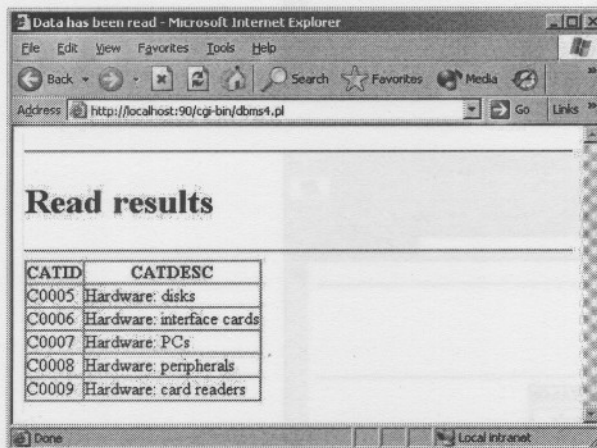 Data has been read - Microsoft Internet Explorer
File Edit View Favorites Tools Help
Back Search Favorites Media »
Address http://localhost:90/cgi-bin/dbms4.pl Go Links »
Read results
CATID CATDESC
C0005 Hardware: disks
C0006 Hardware: interface cards
C0007 Hardware: PCs
C0008 Hardware: peripherals
C0009 Hardware: card readers
Done Local intranet